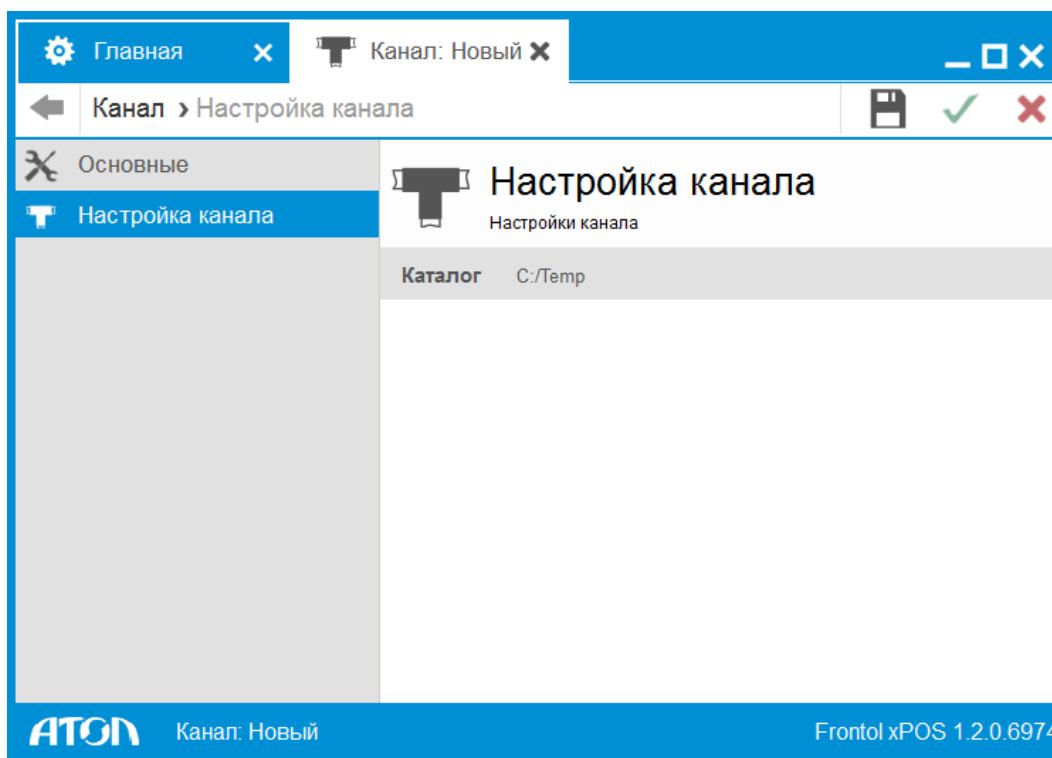 Главная
Канал: Новый
Канал › Настройка канала
Основные
Настройка канала
Настройка канала
Настройки канала
Каталог C:/Temp
ATOL Канал: Новый Frontol xPOS 1.2.0.6974